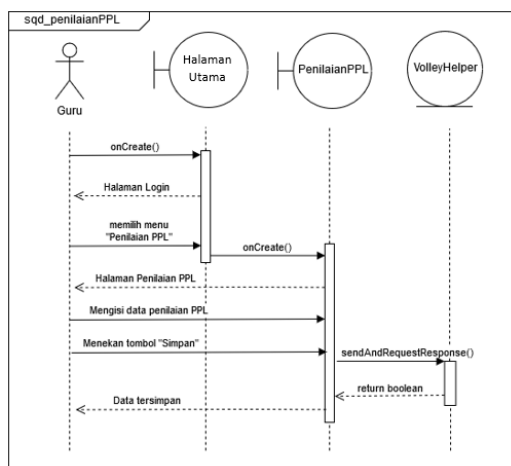 sqd_penilaianPPL
Halaman
Utama
PenilaianPPL
VolleyHelper
Guru
onCreate()
Halaman Login
memilih menu
"Penilaian PPL"
onCreate()
Halaman Penilaian PPL
Mengisi data penilaian PPL
Menekan tombol "Simpan"
sendAndRequestResponse()
return boolean
Data tersimpan